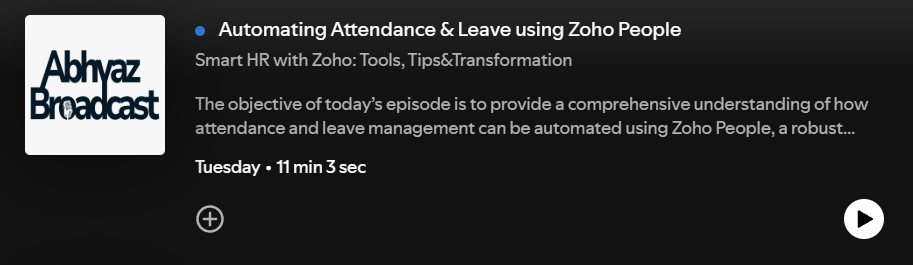 Abhyaz
Broadcast
Automating Attendance & Leave using Zoho People
Smart HR with Zoho: Tools, Tips&Transformation
The objective of today's episode is to provide a comprehensive understanding of how
attendance and leave management can be automated using Zoho People, a robust...
Tuesday • 11 min 3 sec